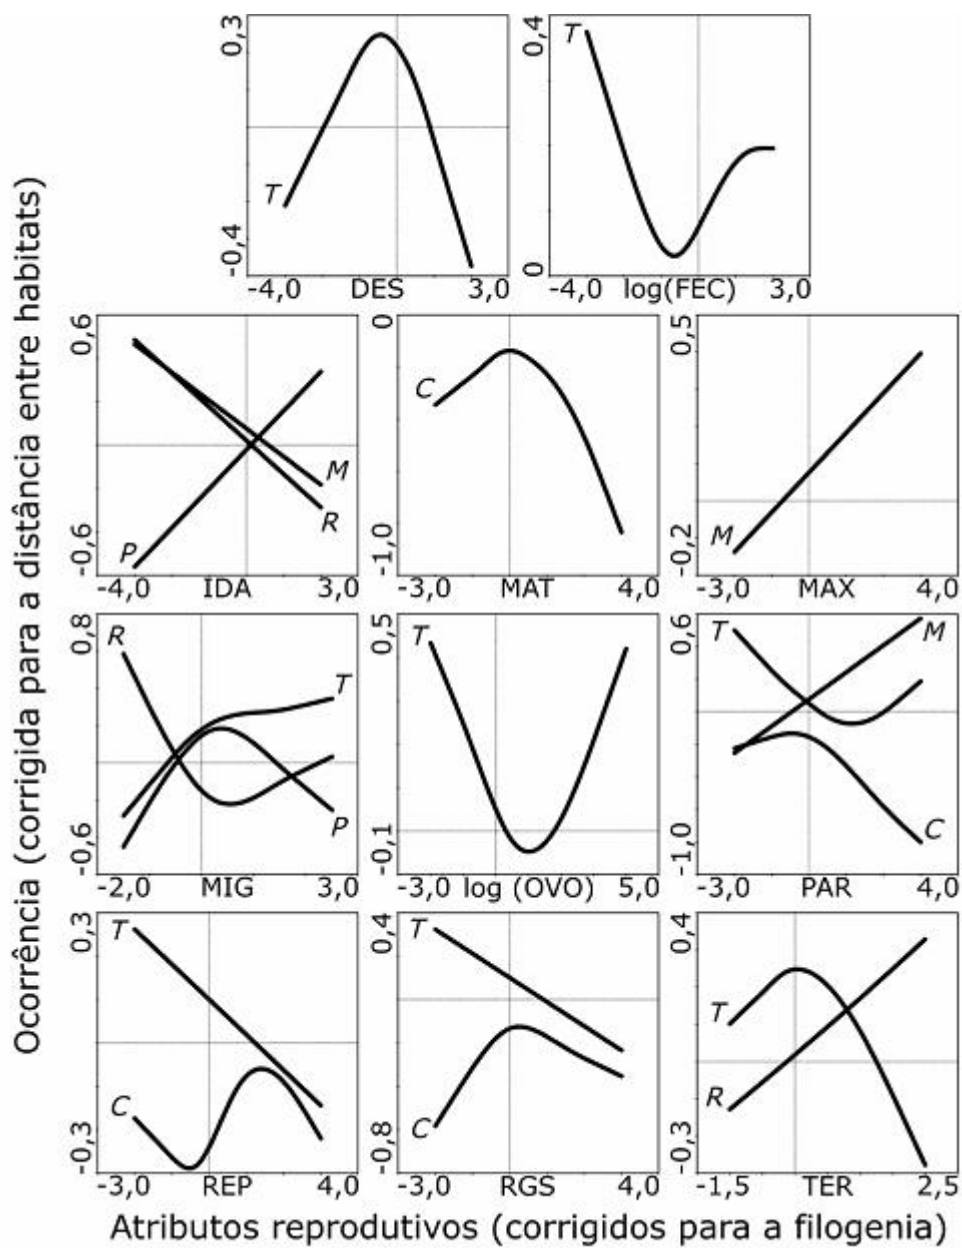 Ocorrência (corrigida para a distância entre habitats)
0,3
-0,4
T
-4,0 DES 3,0
0,4
0
T
-4,0 log(FEC) 3,0
0,6
-0,6
M
R
P
-4,0 IDA 3,0
0
-1,0
C
-3,0 MAT 4,0
0,5
-0,2
M
-3,0 MAX 4,0
0,8
-0,6
R
T
P
-2,0 MIG 3,0
0,5
-0,1
T
-3,0 log (OVO) 5,0
0,6
-1,0
T
M
C
-3,0 PAR 4,0
0,3
-0,3
T
C
-3,0 REP 4,0
0,4
-0,8
T
C
-3,0 RGS 4,0
0,4
-0,3
T
R
-1,5 TER 2,5
Atributos reprodutivos (corrigidos para a filogenia)